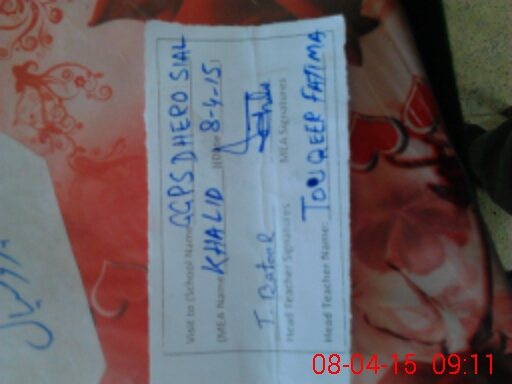 Visit to (School Name) GGPS DHERO SIAL
(MEA Name) KHALID (Date) 8-4-15
T. Batool
Head Teacher Signatures MEA Signatures
Head Teacher Name: TOUQEER FATIMA
08-04-15 09:11